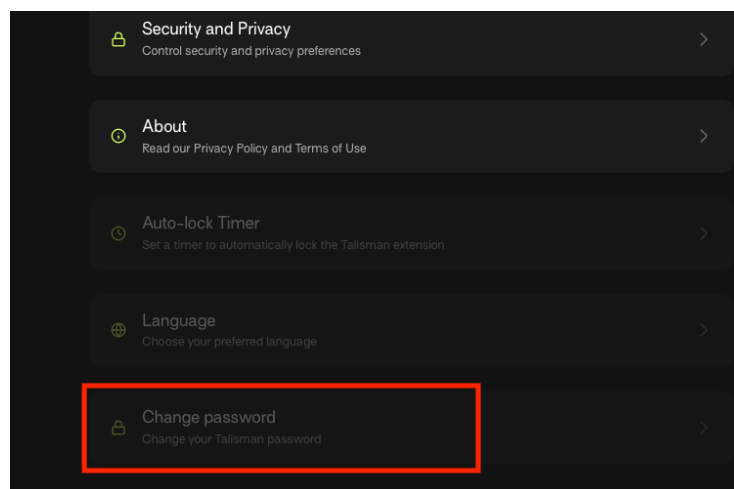 Security and Privacy
Control security and privacy preferences
About
Read our Privacy Policy and Terms of Use
Auto-lock Timer
Set a timer to automatically lock the Talisman extension
Language
Choose your preferred language
Change password
Change your Talisman password